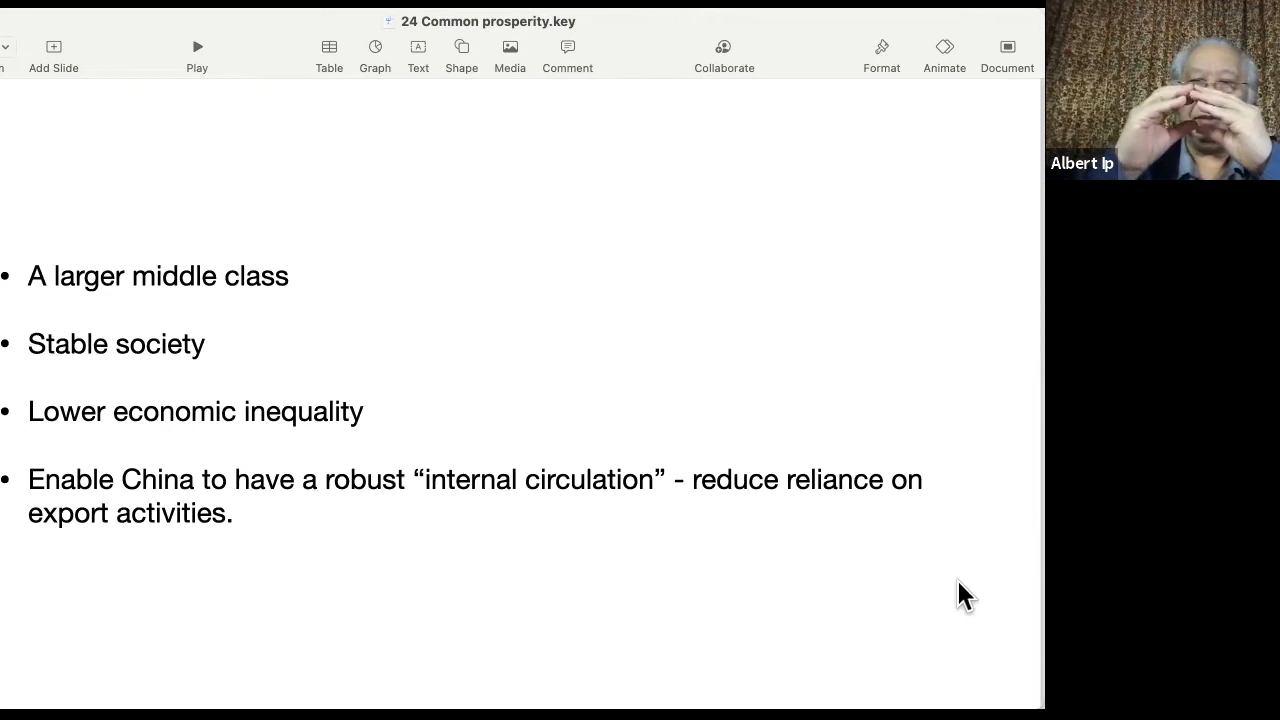 24 Common prosperity.key
Add Slide
Play
Table
Graph
Text
Shape
Media
Comment
Collaborate
Format
Animate
Document
Albert Ip
• A larger middle class
• Stable society
• Lower economic inequality
• Enable China to have a robust “internal circulation” - reduce reliance on
export activities.